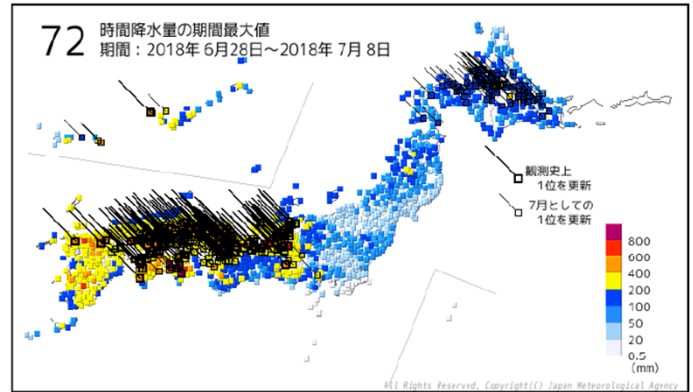 72 時間降水量の期間最大値
期間：2018年 6月28日～2018年 7月 8日
観測史上
1位を更新
7月としての
1位を更新
800
600
400
200
100
50
20
0.5
(mm)
All Rights Reserved, Copyright(C) Japan Meteorological Agency